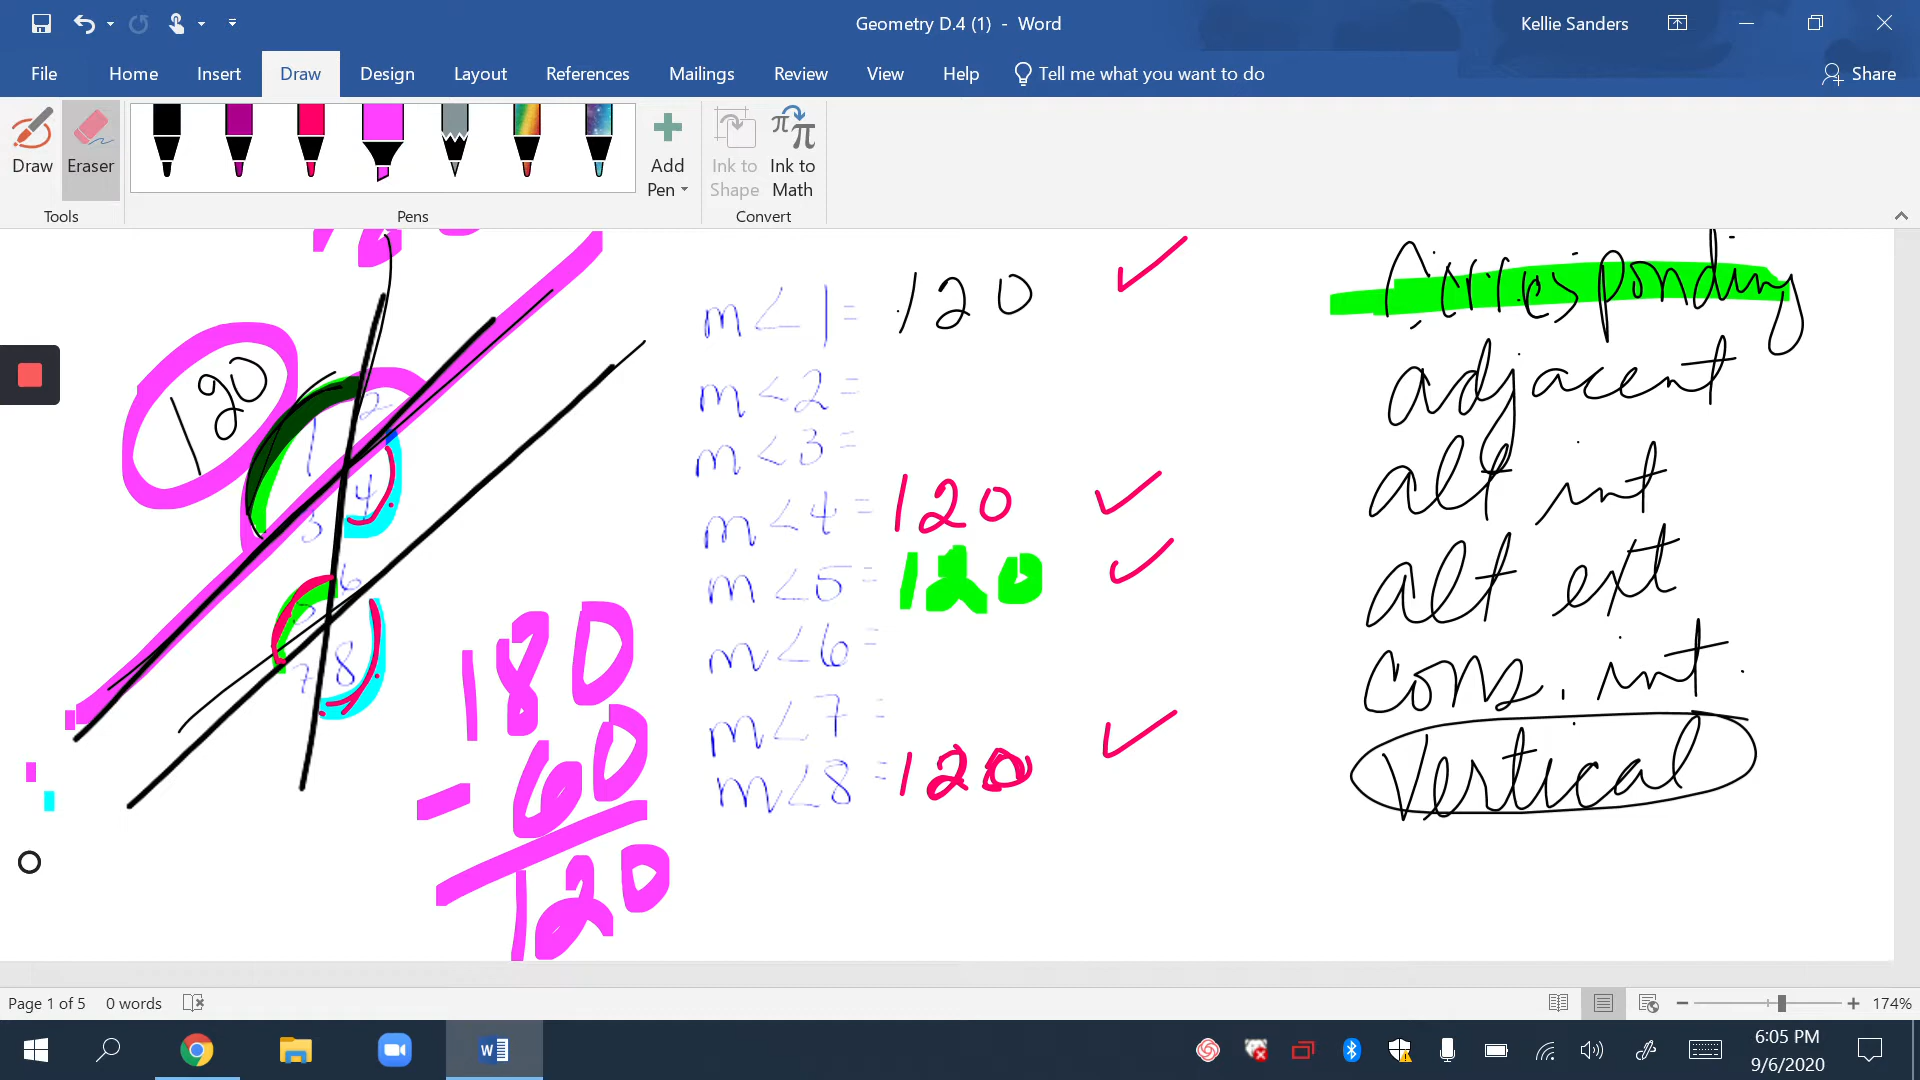 Geometry D.4 (1) - Word
Kellie Sanders
File Home Insert Draw Design Layout References Mailings Review View Help Tell me what you want to do Share
Draw
Eraser
Add Pen
Ink to Shape
Ink to Math
Tools
Pens
Convert
120
1
2
3
4
5
6
7
8
180
-60
120
m<1= 120
m<2=
m<3=
m<4= 120
m<5= 120
m<6=
m<7=
m<8= 120
Corresponding
adjacent
alt int
alt ext
cons. int.
Vertical
Page 1 of 5 0 words
174%
6:05 PM
9/6/2020